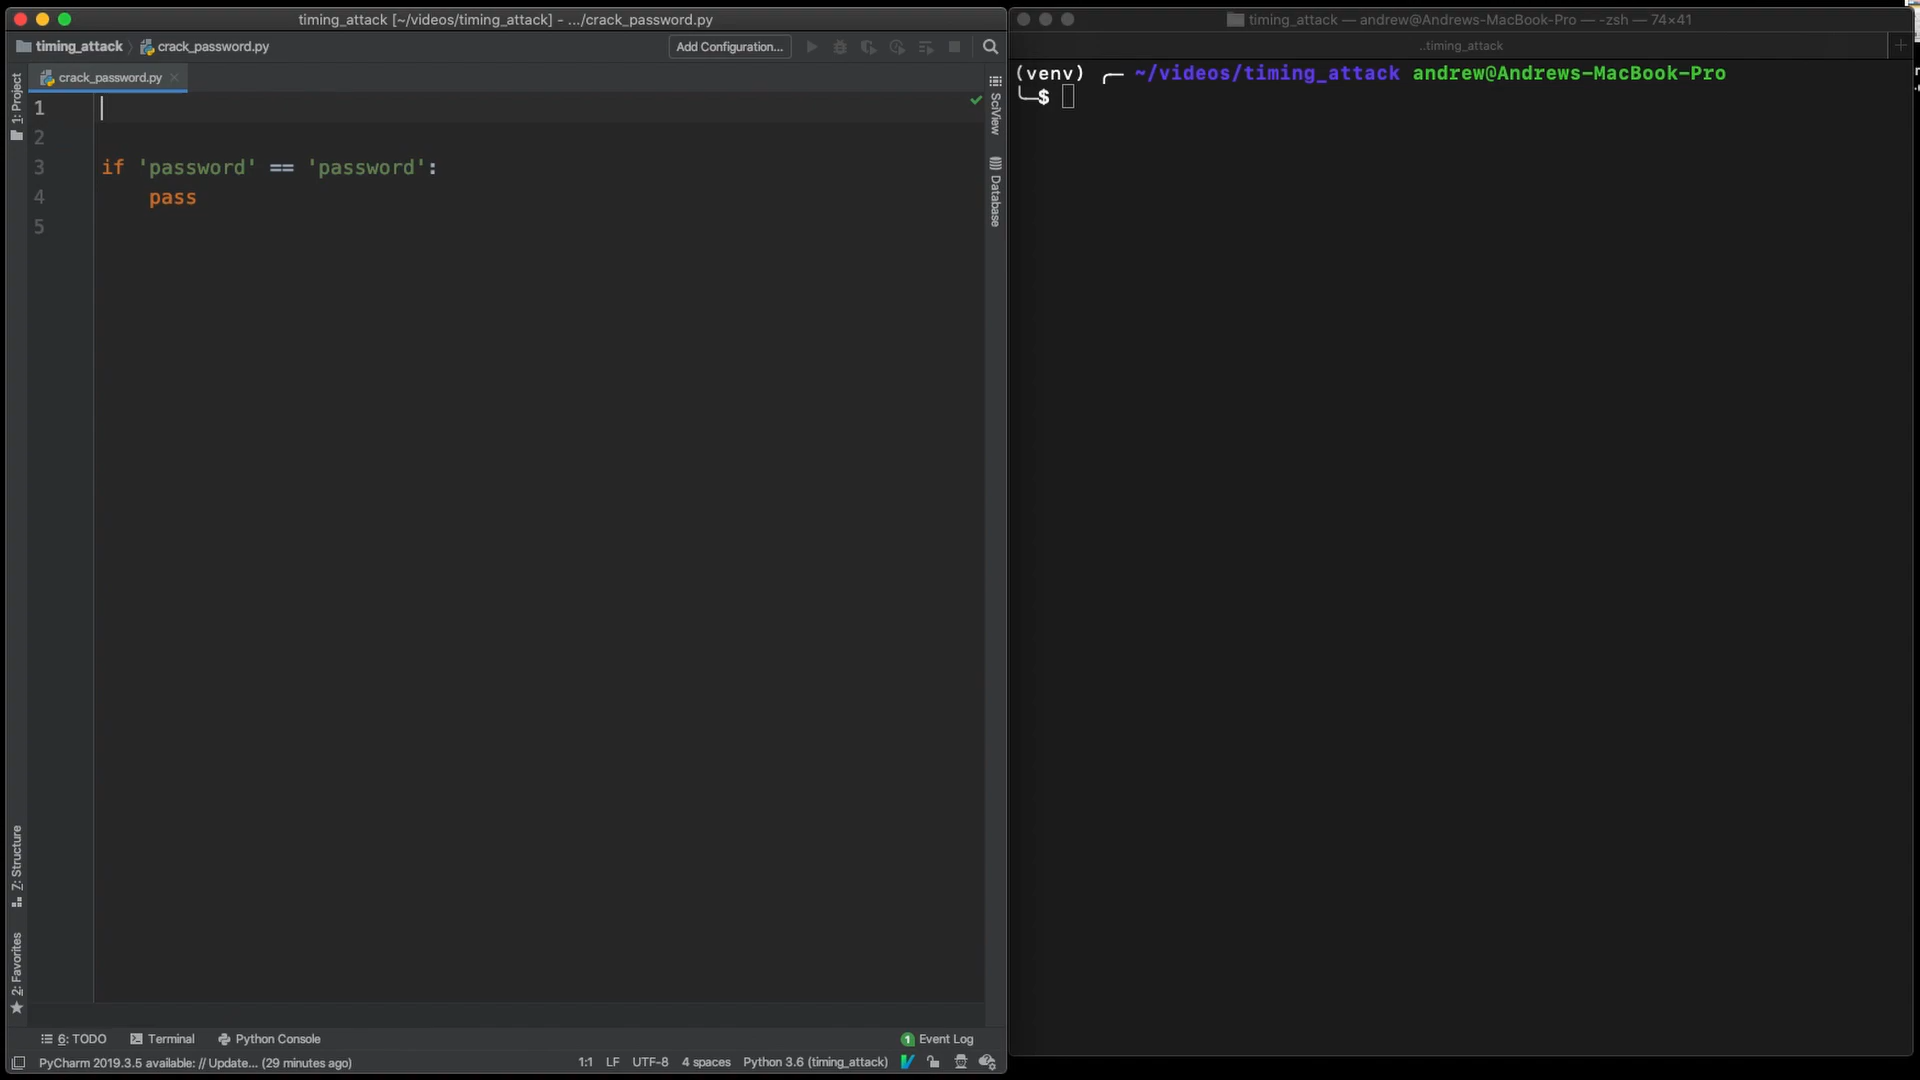 timing_attack [~/videos/timing_attack] - .../crack_password.py
timing_attack
crack_password.py
Add Configuration...
crack_password.py
1: Project
1
2
3 if 'password' == 'password':
4 pass
5
SciView
Database
7: Structure
2: Favorites
6: TODO
Terminal
Python Console
1 Event Log
PyCharm 2019.3.5 available: // Update... (29 minutes ago)
1:1 LF UTF-8 4 spaces Python 3.6 (timing_attack)
timing_attack — andrew@Andrews-MacBook-Pro — -zsh — 74×41
..timing_attack
(venv) ╭─ ~/videos/timing_attack andrew@Andrews-MacBook-Pro
╰─$